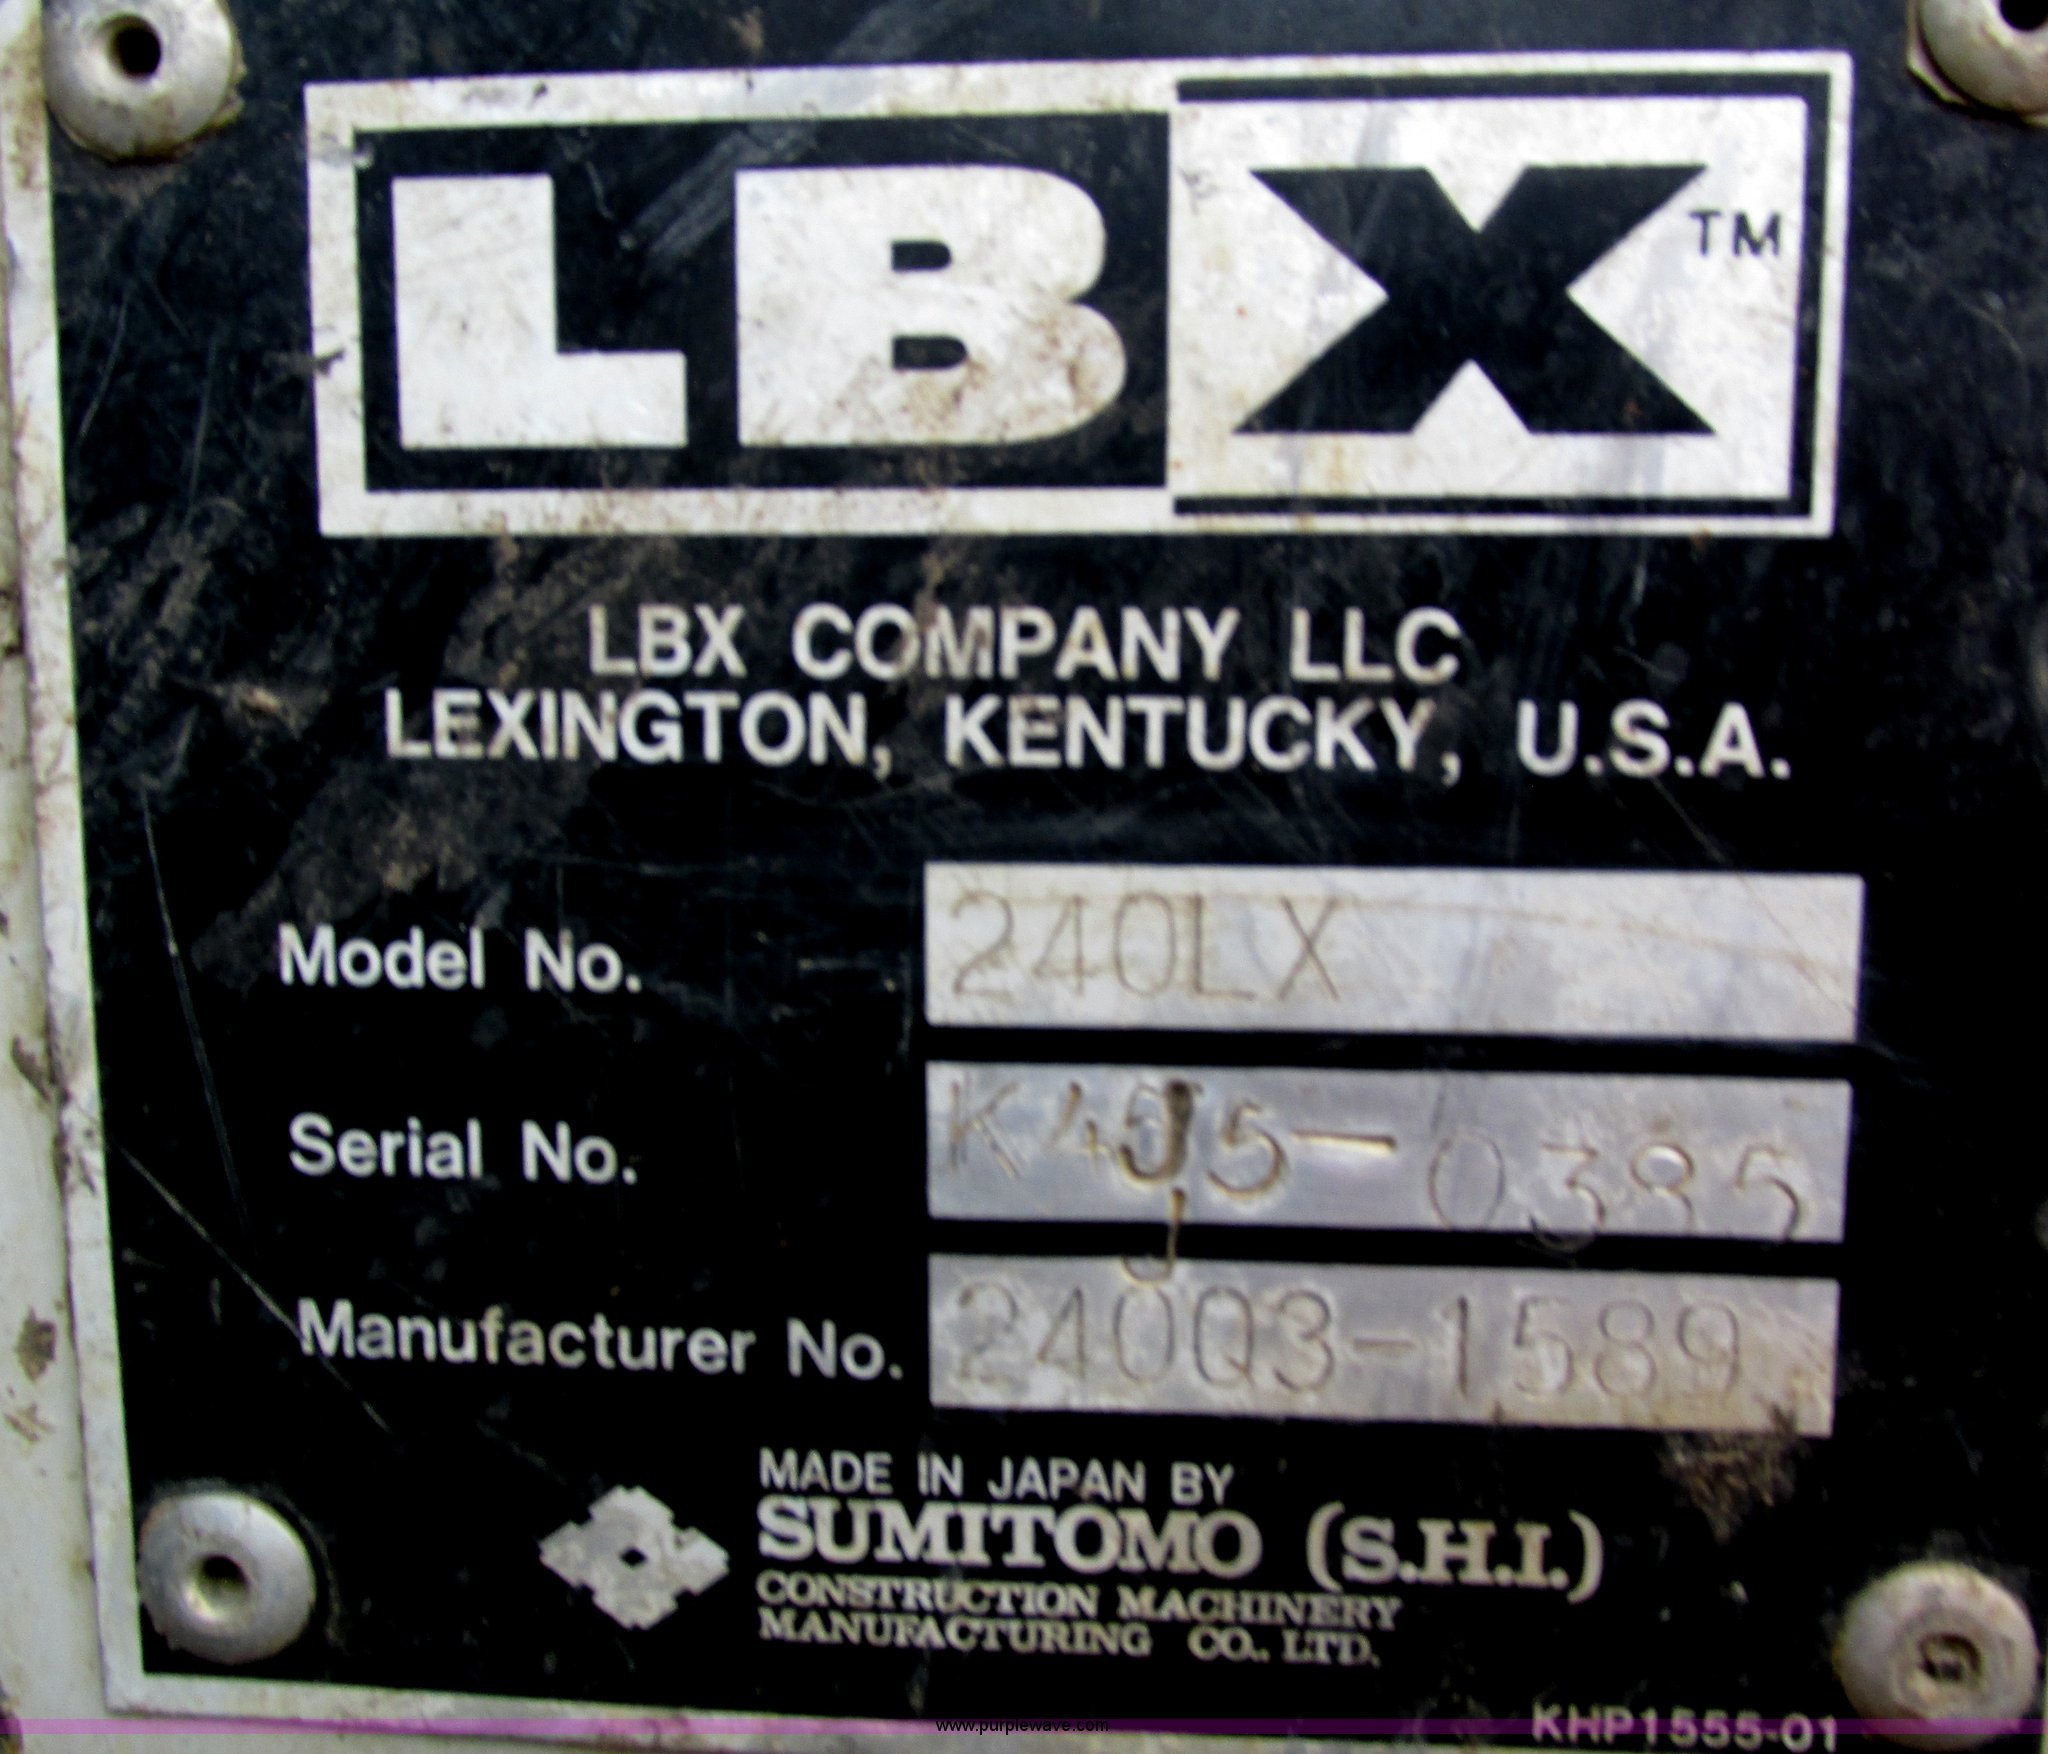 LBX™
LBX COMPANY LLC
LEXINGTON, KENTUCKY, U.S.A.
Model No. 240LX
Serial No.
Manufacturer No. 240Q3-1589
MADE IN JAPAN BY
SUMITOMO (S.H.I.)
CONSTRUCTION MACHINERY
MANUFACTURING CO., LTD.
KHP1555-01
www.purplewave.com